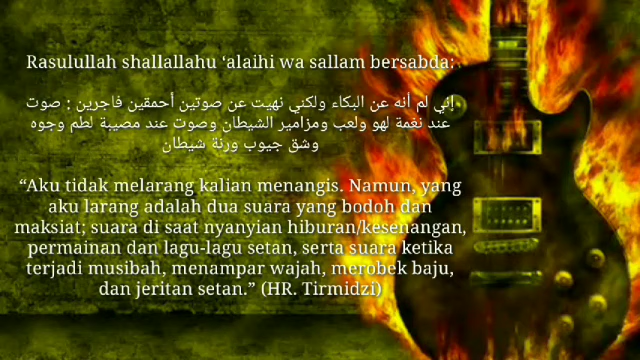 Rasulullah shallallahu ‘alaihi wa sallam bersabda:
إني لم أنه عن البكاء ولكني نهيت عن صوتين أحمقين فاجرين : صوت
عند نغمة لهو ولعب ومزامير الشيطان وصوت عند مصيبة لطم وجوه
وشق جيوب ورنة شيطان
“Aku tidak melarang kalian menangis. Namun, yang
aku larang adalah dua suara yang bodoh dan
maksiat; suara di saat nyanyian hiburan/kesenangan,
permainan dan lagu-lagu setan, serta suara ketika
terjadi musibah, menampar wajah, merobek baju,
dan jeritan setan.” (HR. Tirmidzi)